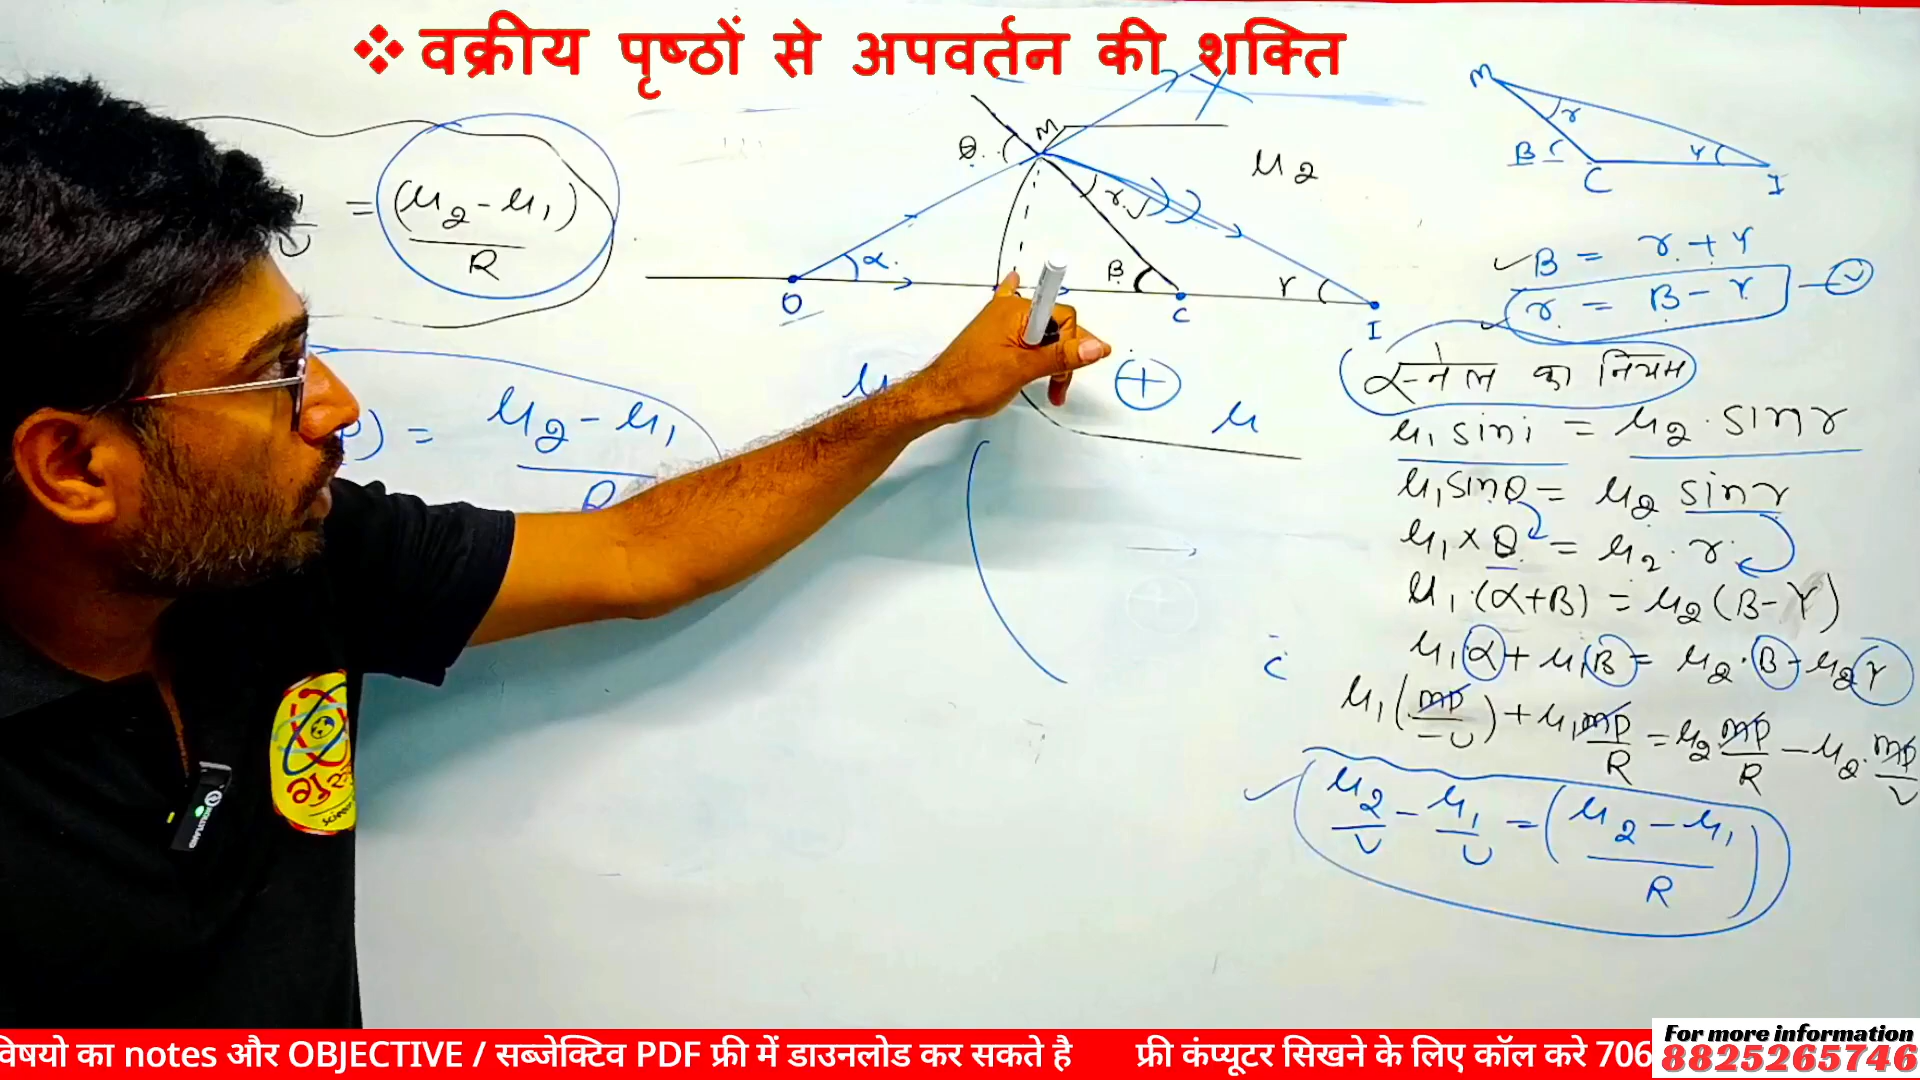 ❖ वक्रीय पृष्ठों से अपवर्तन की शक्ति
= (μ₂ - μ₁) / R
) = μ₂ - μ₁ / R
θ M μ₂
α r
β γ
O C I
μ
+
M r
β γ
C I
β = r + γ
r = β - γ
स्नेल का नियम
μ₁ sin i = μ₂ . sin r
μ₁ sin θ = μ₂ sin r
μ₁ × θ = μ₂ . r
μ₁ . (α+β) = μ₂ (β-γ)
μ₁ α + μ₁ β = μ₂ . β - μ₂ γ
μ₁ (mp / -u) + μ₁ mp / R = μ₂ mp / R - μ₂ . mp / v
μ₂ / v - μ₁ / u = (μ₂ - μ₁ / R)
विषयो का notes और OBJECTIVE / सब्जेक्टिव PDF फ्री में डाउनलोड कर सकते है फ्री कंप्यूटर सिखने के लिए कॉल करे 706
For more information
8825265746